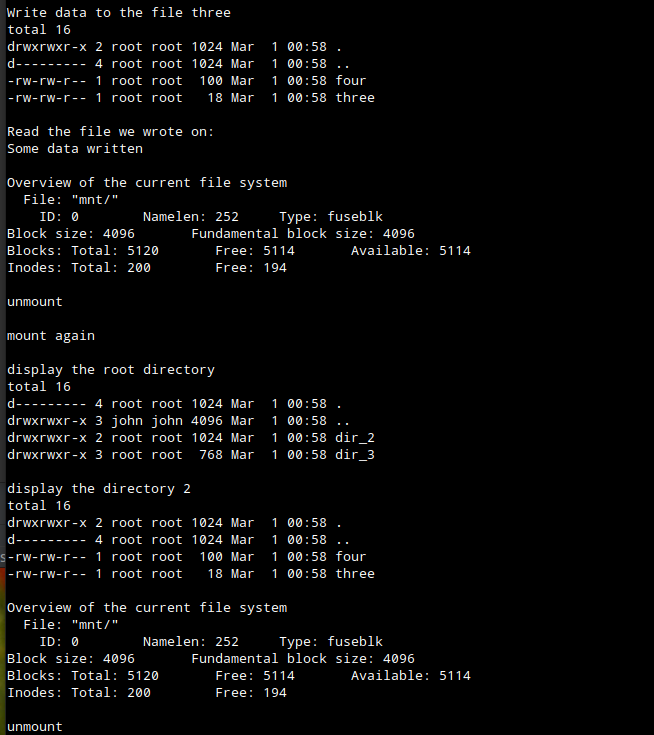 Write data to the file three
total 16
drwxrwxr-x 2 root root 1024 Mar  1 00:58 .
d--------- 4 root root 1024 Mar  1 00:58 ..
-rw-rw-r-- 1 root root  100 Mar  1 00:58 four
-rw-rw-r-- 1 root root   18 Mar  1 00:58 three

Read the file we wrote on:
Some data written

Overview of the current file system
  File: "mnt/"
    ID: 0        Namelen: 252     Type: fuseblk
Block size: 4096       Fundamental block size: 4096
Blocks: Total: 5120       Free: 5114       Available: 5114
Inodes: Total: 200        Free: 194

unmount

mount again

display the root directory
total 16
d--------- 4 root root 1024 Mar  1 00:58 .
drwxrwxr-x 3 john john 4096 Mar  1 00:58 ..
drwxrwxr-x 2 root root 1024 Mar  1 00:58 dir_2
drwxrwxr-x 3 root root  768 Mar  1 00:58 dir_3

display the directory 2
total 16
drwxrwxr-x 2 root root 1024 Mar  1 00:58 .
d--------- 4 root root 1024 Mar  1 00:58 ..
-rw-rw-r-- 1 root root  100 Mar  1 00:58 four
-rw-rw-r-- 1 root root   18 Mar  1 00:58 three

Overview of the current file system
  File: "mnt/"
    ID: 0        Namelen: 252     Type: fuseblk
Block size: 4096       Fundamental block size: 4096
Blocks: Total: 5120       Free: 5114       Available: 5114
Inodes: Total: 200        Free: 194

unmount